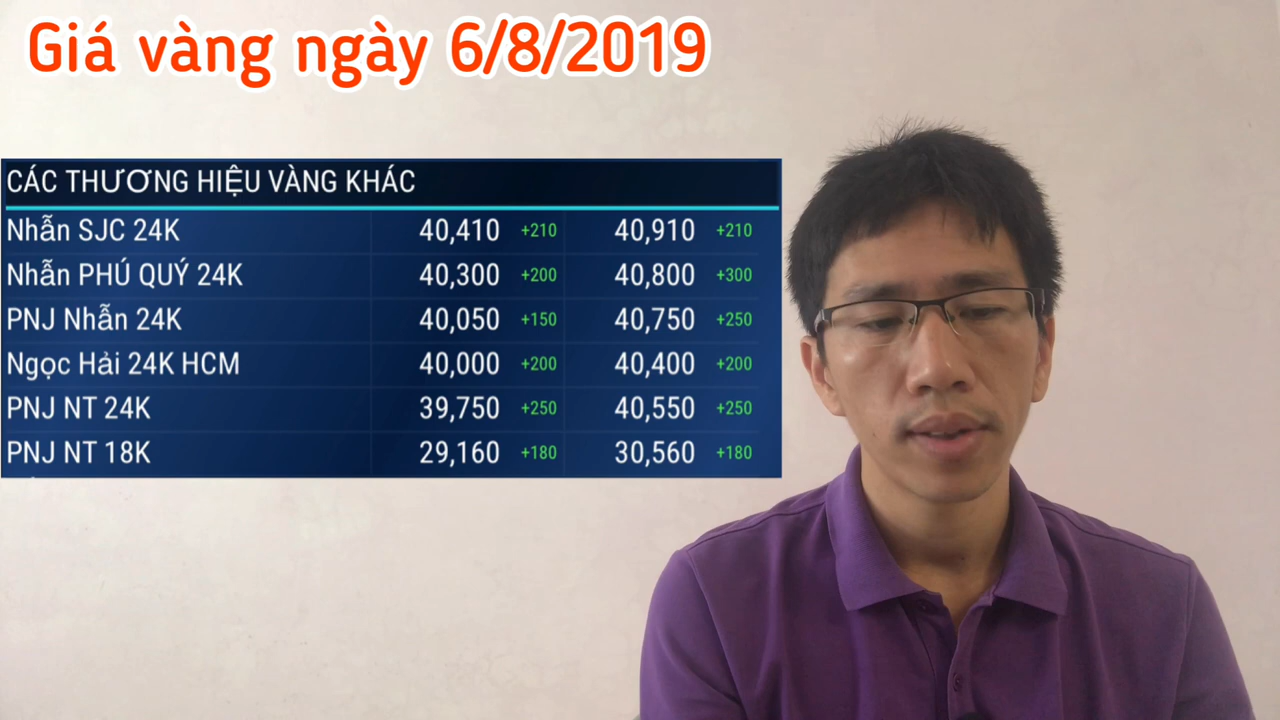 Giá vàng ngày 6/8/2019
CÁC THƯƠNG HIỆU VÀNG KHÁC
Nhẫn SJC 24K 40,410 +210 40,910 +210
Nhẫn PHÚ QUÝ 24K 40,300 +200 40,800 +300
PNJ Nhẫn 24K 40,050 +150 40,750 +250
Ngọc Hải 24K HCM 40,000 +200 40,400 +200
PNJ NT 24K 39,750 +250 40,550 +250
PNJ NT 18K 29,160 +180 30,560 +180